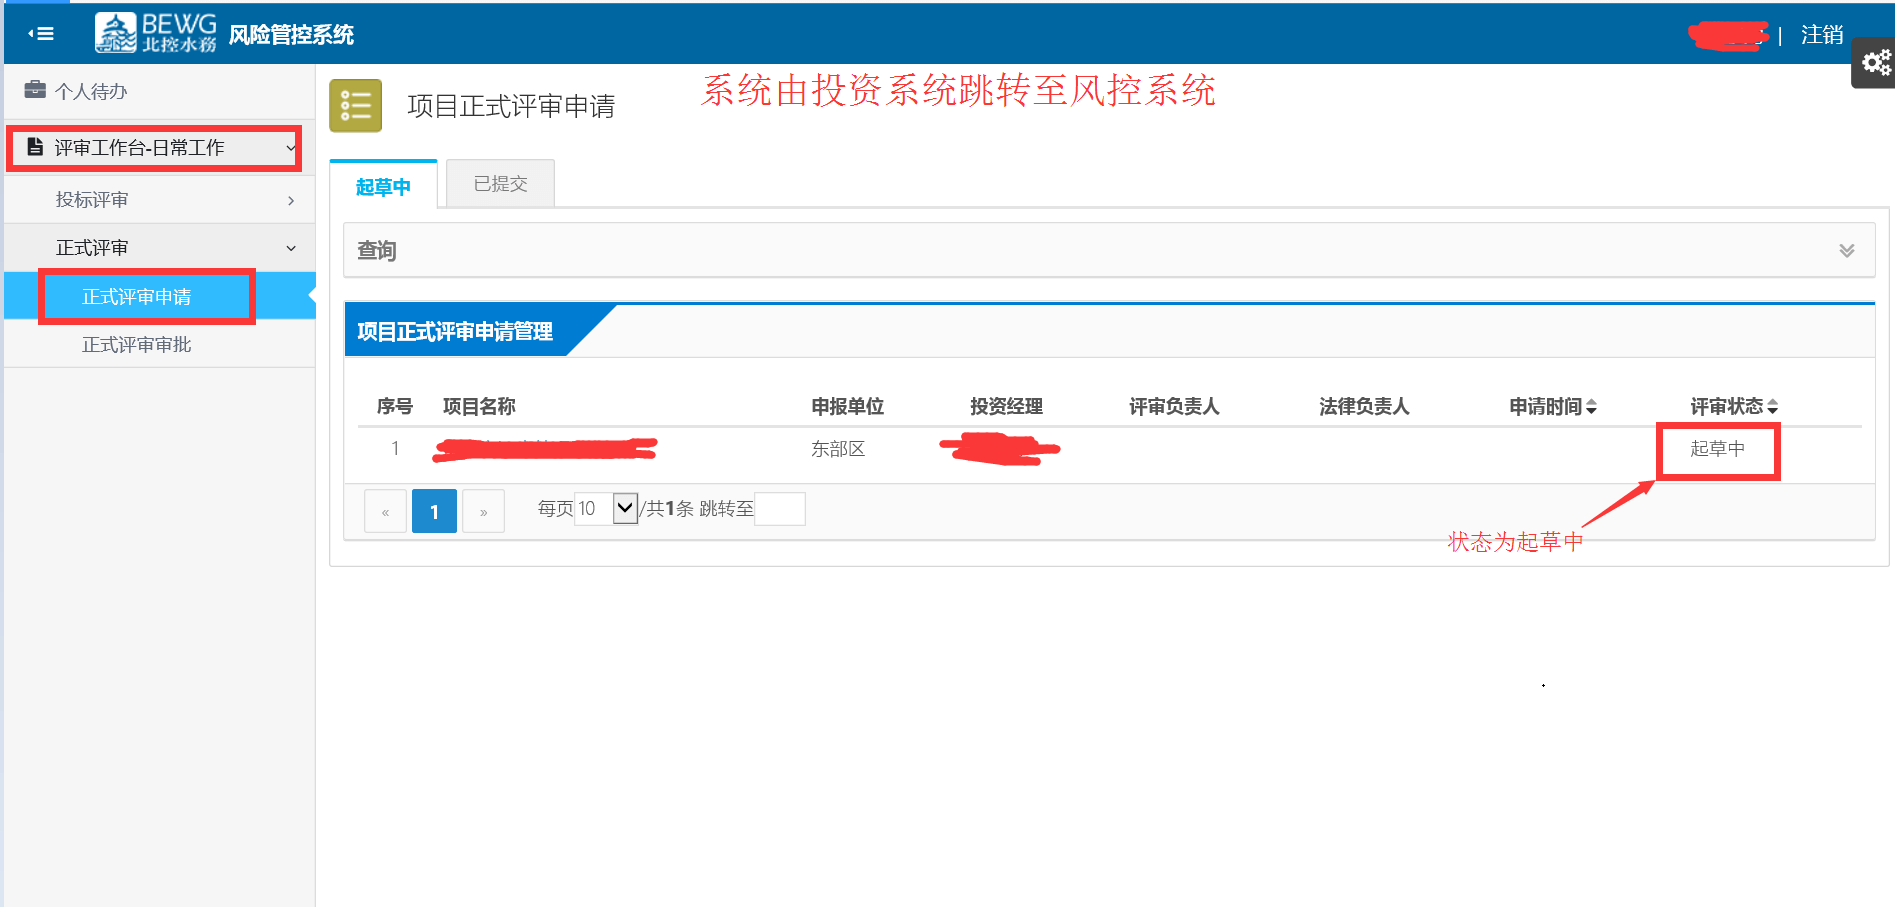 BEWG
北控水務
风险管控系统
| 注销
个人待办
评审工作台-日常工作
投标评审
正式评审
正式评审申请
正式评审审批
项目正式评审申请
系统由投资系统跳转至风控系统
起草中
已提交
查询
项目正式评审申请管理
序号 项目名称 申报单位 投资经理 评审负责人 法律负责人 申请时间 评审状态
1 东部区 起草中
« 1 » 每页 10 /共1条 跳转至
状态为起草中